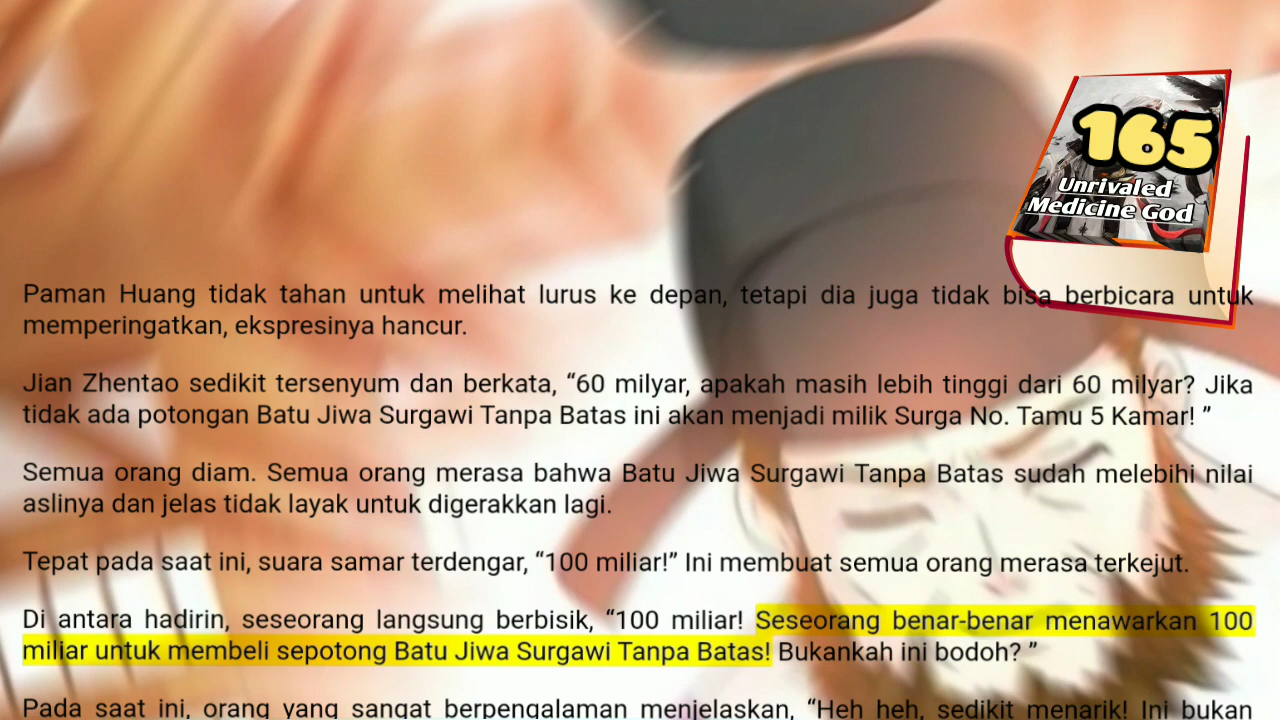 165
Unrivaled
Medicine God
Paman Huang tidak tahan untuk melihat lurus ke depan, tetapi dia juga tidak bisa berbicara untuk
memperingatkan, ekspresinya hancur.
Jian Zhentao sedikit tersenyum dan berkata, “60 milyar, apakah masih lebih tinggi dari 60 milyar? Jika
tidak ada potongan Batu Jiwa Surgawi Tanpa Batas ini akan menjadi milik Surga No. Tamu 5 Kamar! ”
Semua orang diam. Semua orang merasa bahwa Batu Jiwa Surgawi Tanpa Batas sudah melebihi nilai
aslinya dan jelas tidak layak untuk digerakkan lagi.
Tepat pada saat ini, suara samar terdengar, “100 miliar!” Ini membuat semua orang merasa terkejut.
Di antara hadirin, seseorang langsung berbisik, “100 miliar! Seseorang benar-benar menawarkan 100
miliar untuk membeli sepotong Batu Jiwa Surgawi Tanpa Batas! Bukankah ini bodoh? ”
Pada saat ini, orang yang sangat berpengalaman menjelaskan, “Heh heh, sedikit menarik! Ini bukan